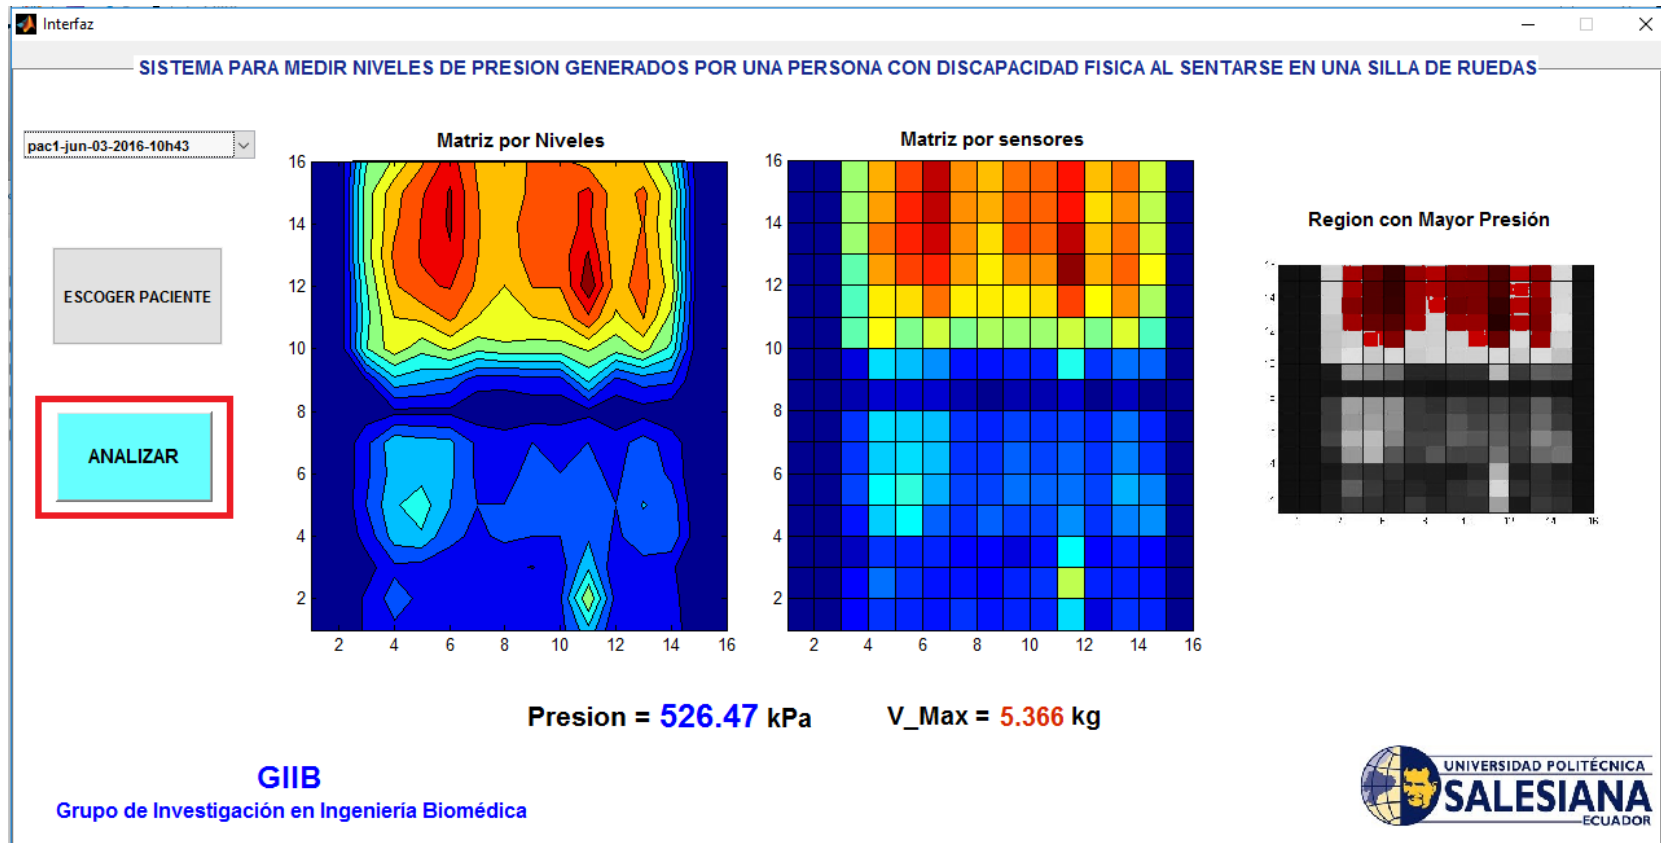 Interfaz
SISTEMA PARA MEDIR NIVELES DE PRESION GENERADOS POR UNA PERSONA CON DISCAPACIDAD FISICA AL SENTARSE EN UNA SILLA DE RUEDAS
pac1-jun-03-2016-10h43
ESCOGER PACIENTE
ANALIZAR
Matriz por Niveles
16
14
12
10
8
6
4
2
2 4 6 8 10 12 14 16
Matriz por sensores
16
14
12
10
8
6
4
2
2 4 6 8 10 12 14 16
Region con Mayor Presión
Presion = 526.47 kPa
V_Max = 5.366 kg
GIIB
Grupo de Investigación en Ingeniería Biomédica
UNIVERSIDAD POLITÉCNICA
SALESIANA
ECUADOR